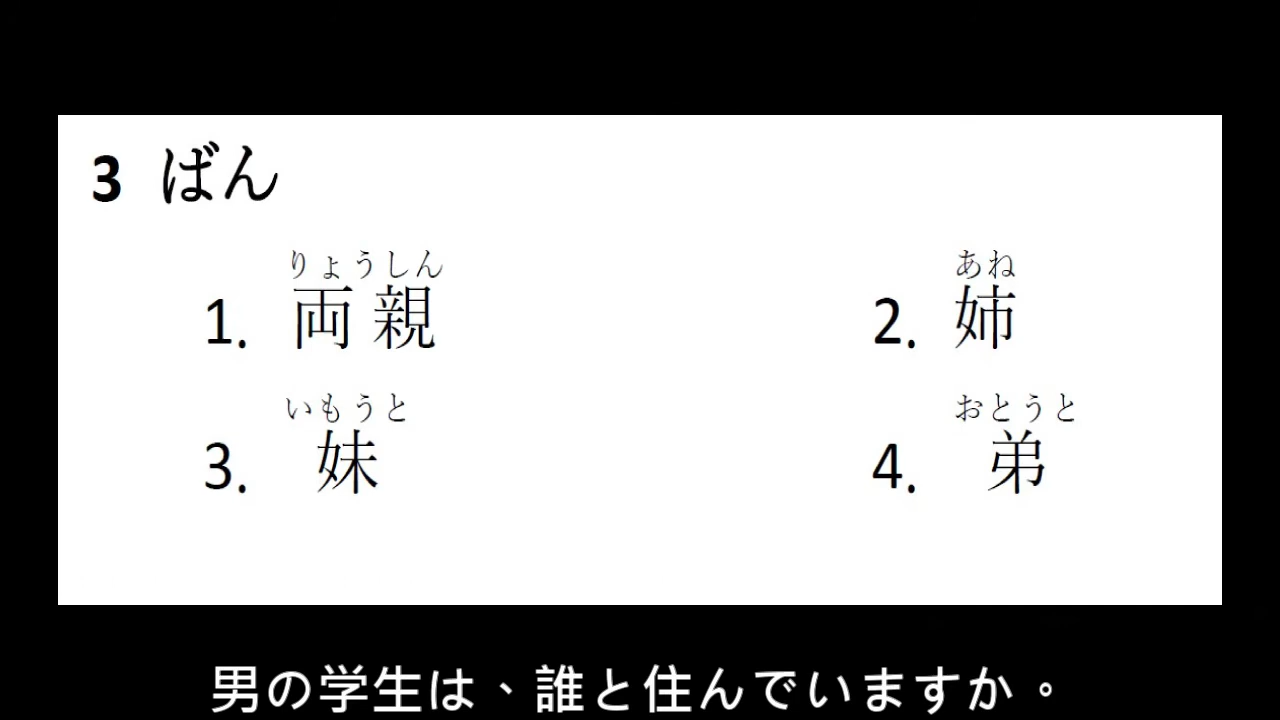 3 ばん
りょうしん あね
1. 両親 2. 姉
いもうと おとうと
3. 妹 4. 弟
男の学生は、誰と住んでいますか。